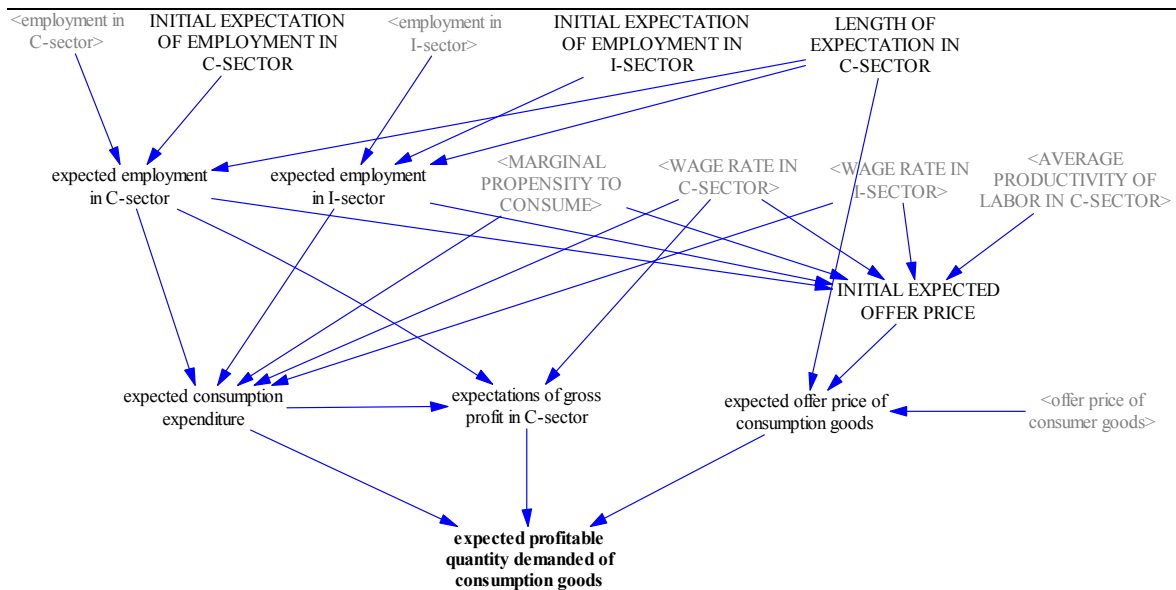 <employment in
C-sector>
INITIAL EXPECTATION
OF EMPLOYMENT IN
C-SECTOR
<employment in
I-sector>
INITIAL EXPECTATION
OF EMPLOYMENT IN
I-SECTOR
LENGTH OF
EXPECTATION IN
C-SECTOR
expected employment
in C-sector
expected employment
in I-sector
<MARGINAL
PROPENSITY TO
CONSUME>
<WAGE RATE IN
C-SECTOR>
<WAGE RATE IN
I-SECTOR>
<AVERAGE
PRODUCTIVITY OF
LABOR IN C-SECTOR>
INITIAL EXPECTED
OFFER PRICE
expected consumption
expenditure
expectations of gross
profit in C-sector
expected offer price of
consumption goods
<offer price of
consumer goods>
expected profitable
quantity demanded of
consumption goods